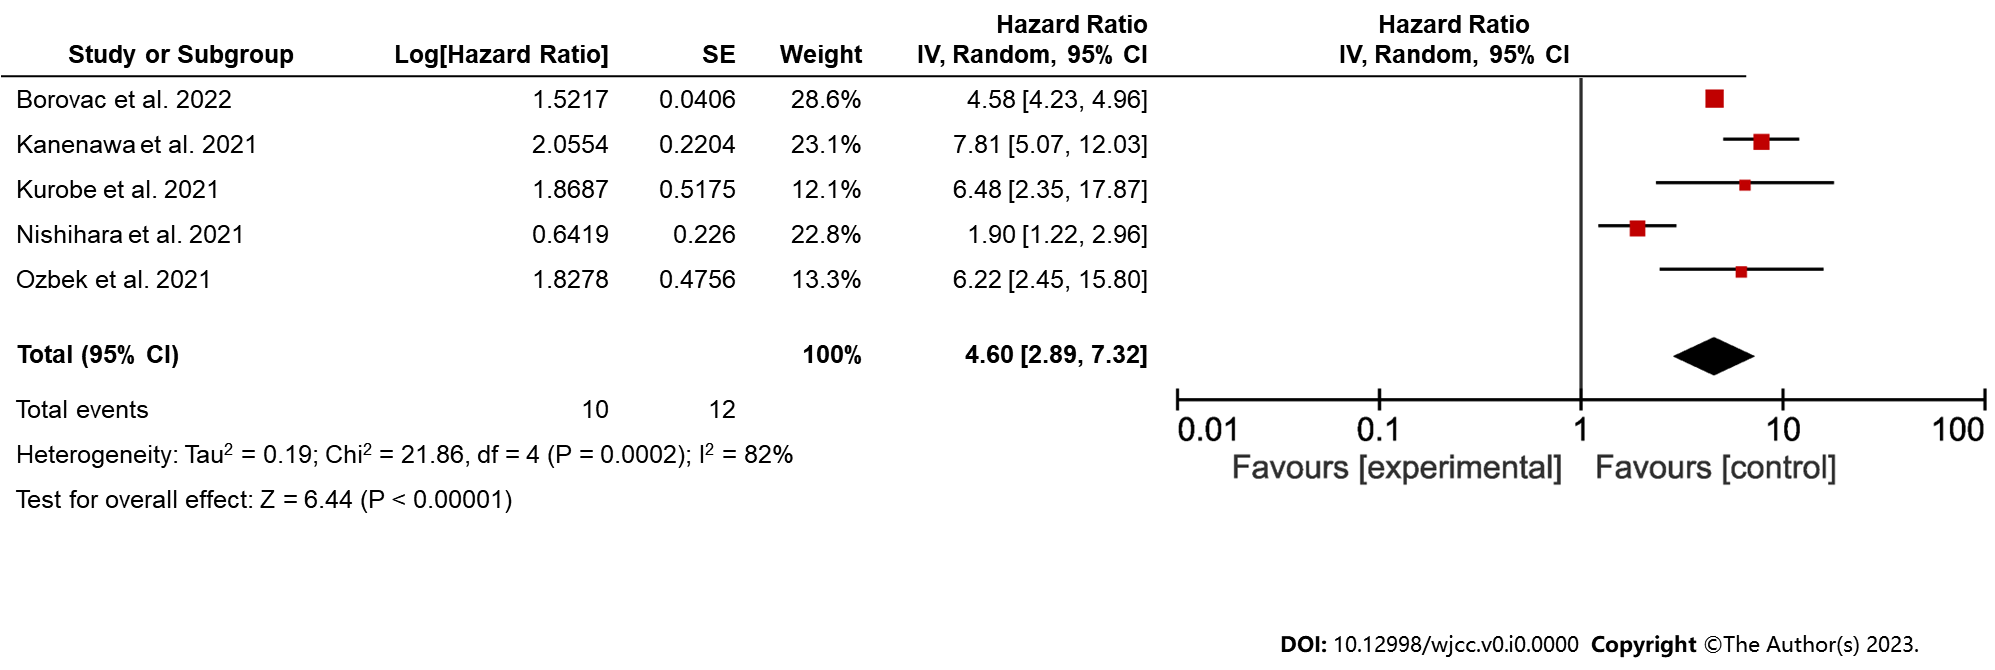 Hazard Ratio Hazard Ratio
Study or Subgroup Log[Hazard Ratio] SE Weight IV, Random, 95% CI IV, Random, 95% CI
Borovac et al. 2022 1.5217 0.0406 28.6% 4.58 [4.23, 4.96]
Kanenawa et al. 2021 2.0554 0.2204 23.1% 7.81 [5.07, 12.03]
Kurobe et al. 2021 1.8687 0.5175 12.1% 6.48 [2.35, 17.87]
Nishihara et al. 2021 0.6419 0.226 22.8% 1.90 [1.22, 2.96]
Ozbek et al. 2021 1.8278 0.4756 13.3% 6.22 [2.45, 15.80]
Total (95% CI) 100% 4.60 [2.89, 7.32]
Total events 10 12
Heterogeneity: Tau² = 0.19; Chi² = 21.86, df = 4 (P = 0.0002); I² = 82%
Test for overall effect: Z = 6.44 (P < 0.00001)
0.01 0.1 1 10 100
Favours [experimental] Favours [control]
DOI: 10.12998/wjcc.v0.i0.0000 Copyright ©The Author(s) 2023.